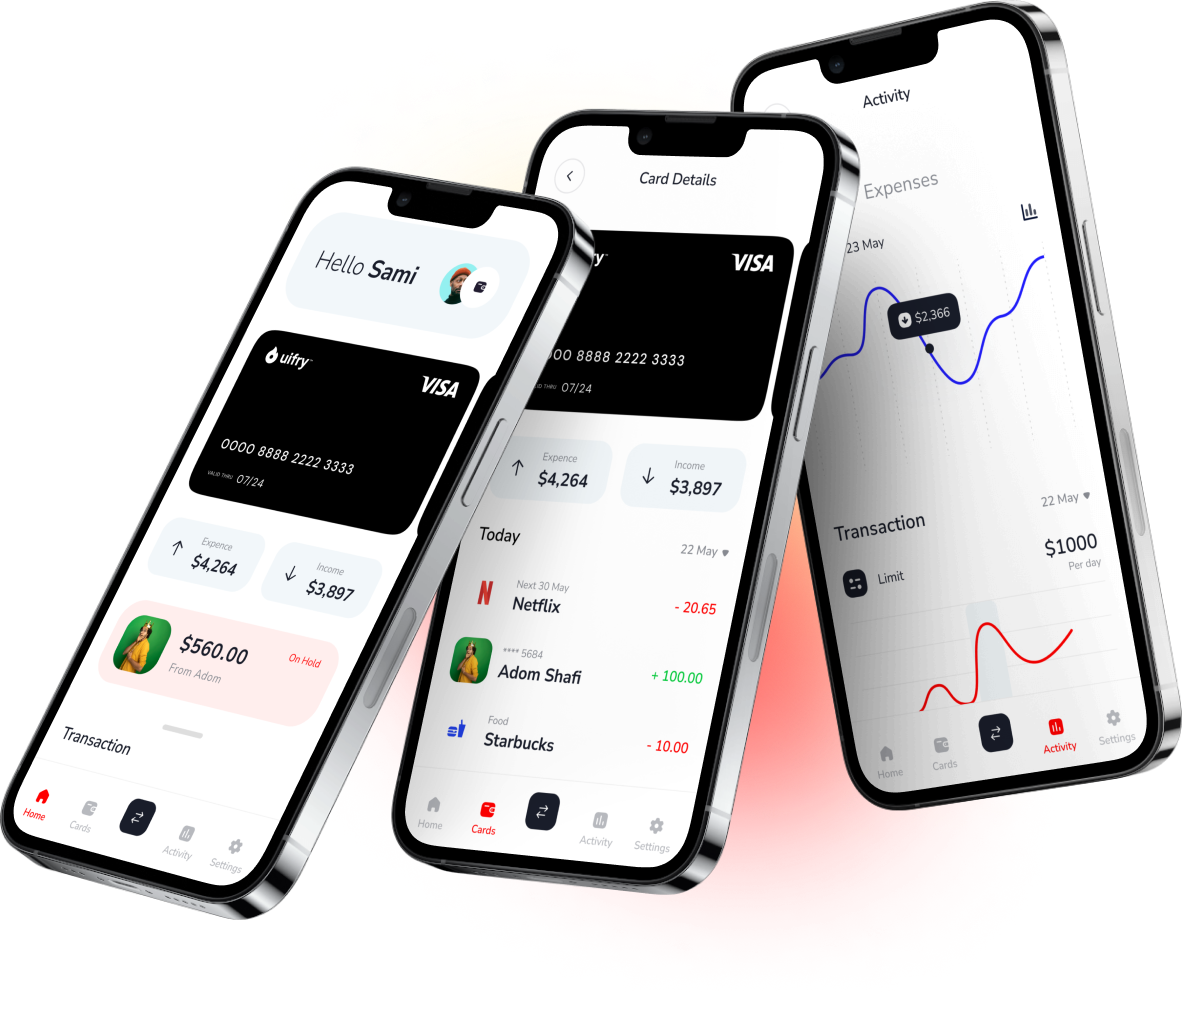 Hello Sami
uifry™
VISA
0000 8888 2222 3333
VALID THRU 07/24
Expence
$4,264
Income
$3,897
$560.00
From Adom
On Hold
Transaction
Home
Cards
Activity
Settings
Card Details
ry™
VISA
00 8888 2222 3333
07/24
Expence
$4,264
Income
$3,897
Today
22 May
Next 30 May
Netflix
- 20.65
**** 5684
Adom Shafi
+ 100.00
Food
Starbucks
- 10.00
Home
Cards
Activity
Settings
Activity
Expenses
23 May
$2,366
22 May
Transaction
$1000
Per day
Limit
Home
Cards
Activity
Settings